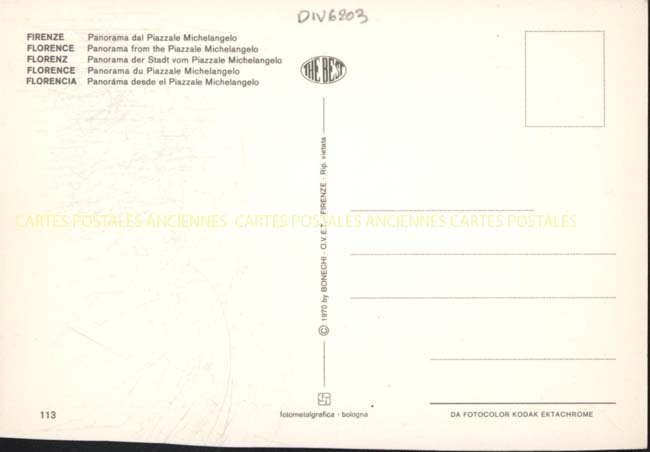 DIV6203
FIRENZE Panorama dal Piazzale Michelangelo
FLORENCE Panorama from the Piazzale Michelangelo
FLORENZ Panorama der Stadt vom Piazzale Michelangelo
FLORENCE Panorama du Piazzale Michelangelo
FLORENCIA Panoráma desde el Piazzale Michelangelo
THE BEST
© 1970 by BONECHI - O.V.E.T. - FIRENZE - Rip. vietata
CARTES POSTALES ANCIENNES CARTES POSTALES ANCIENNES CARTES POSTALES
113
fotometalgrafica - bologna
DA FOTOCOLOR KODAK EKTACHROME